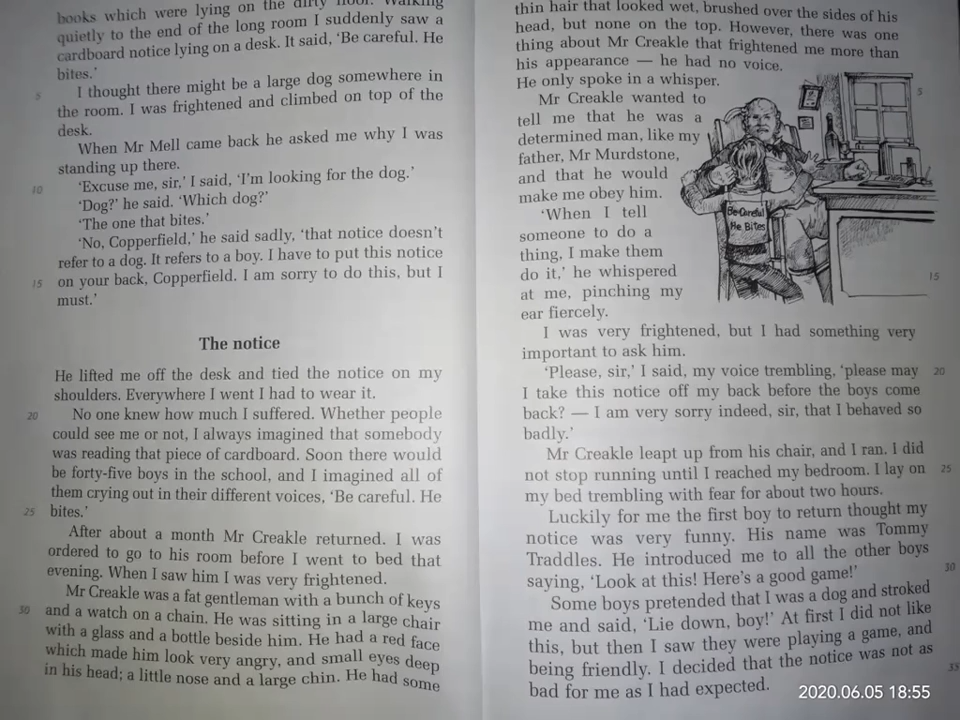 books which were lying on the dirty floor. Walking
quietly to the end of the long room I suddenly saw a
cardboard notice lying on a desk. It said, ‘Be careful. He
bites.’
5 I thought there might be a large dog somewhere in
the room. I was frightened and climbed on top of the
desk.
When Mr Mell came back he asked me why I was
standing up there.
10 ‘Excuse me, sir,’ I said, ‘I'm looking for the dog.’
‘Dog?’ he said. ‘Which dog?’
‘The one that bites.’
‘No, Copperfield,’ he said sadly, ‘that notice doesn't
refer to a dog. It refers to a boy. I have to put this notice
15 on your back, Copperfield. I am sorry to do this, but I
must.’
The notice
He lifted me off the desk and tied the notice on my
shoulders. Everywhere I went I had to wear it.
20 No one knew how much I suffered. Whether people
could see me or not, I always imagined that somebody
was reading that piece of cardboard. Soon there would
be forty-five boys in the school, and I imagined all of
them crying out in their different voices, ‘Be careful. He
25 bites.’
After about a month Mr Creakle returned. I was
ordered to go to his room before I went to bed that
evening. When I saw him I was very frightened.
Mr Creakle was a fat gentleman with a bunch of keys
30 and a watch on a chain. He was sitting in a large chair
with a glass and a bottle beside him. He had a red face
which made him look very angry, and small eyes deep
in his head; a little nose and a large chin. He had some
thin hair that looked wet, brushed over the sides of his
head, but none on the top. However, there was one
thing about Mr Creakle that frightened me more than
his appearance — he had no voice.
He only spoke in a whisper. 5
Mr Creakle wanted to
tell me that he was a
determined man, like my
father, Mr Murdstone,
and that he would
make me obey him.
‘When I tell
someone to do a
thing, I make them
do it,’ he whispered 15
at me, pinching my
ear fiercely.
Be Careful
He Bites
I was very frightened, but I had something very
important to ask him.
‘Please, sir,’ I said, my voice trembling, ‘please may 20
I take this notice off my back before the boys come
back? — I am very sorry indeed, sir, that I behaved so
badly.’
Mr Creakle leapt up from his chair, and I ran. I did
not stop running until I reached my bedroom. I lay on 25
my bed trembling with fear for about two hours.
Luckily for me the first boy to return thought my
notice was very funny. His name was Tommy
Traddles. He introduced me to all the other boys
saying, ‘Look at this! Here's a good game!’ 30
Some boys pretended that I was a dog and stroked
me and said, ‘Lie down, boy!’ At first I did not like
this, but then I saw they were playing a game, and
being friendly. I decided that the notice was not as 35
bad for me as I had expected.
2020.06.05 18:55